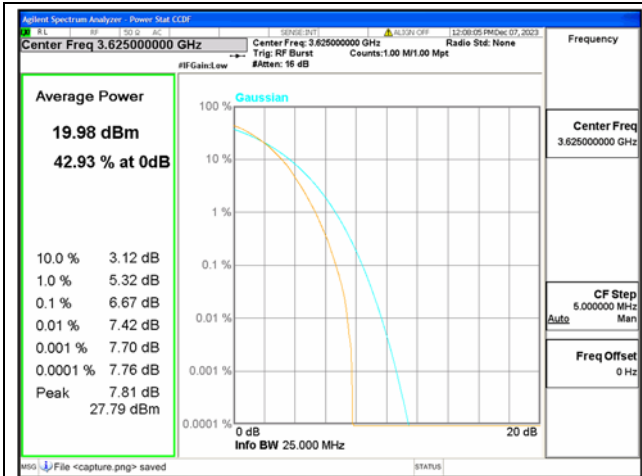 Agilent Spectrum Analyzer - Power Stat CCDF
RL RF 50 Ω AC SENSE:INT ALIGN OFF 12:08:05 PM Dec 07, 2023
Center Freq 3.625000000 GHz
Center Freq: 3.625000000 GHz Radio Std: None
Trig: RF Burst Counts:1.00 M/1.00 Mpt
#IFGain:Low #Atten: 16 dB
Frequency
Average Power
19.98 dBm
42.93 % at 0dB
10.0 % 3.12 dB
1.0 % 5.32 dB
0.1 % 6.67 dB
0.01 % 7.42 dB
0.001 % 7.70 dB
0.0001 % 7.76 dB
Peak 7.81 dB
27.79 dBm
Gaussian
100 %
10 %
1 %
0.1 %
0.01 %
0.001 %
0.0001 %
0 dB 20 dB
Info BW 25.000 MHz
Center Freq
3.625000000 GHz
CF Step
5.000000 MHz
Auto Man
Freq Offset
0 Hz
MSG File <capture.png> saved STATUS